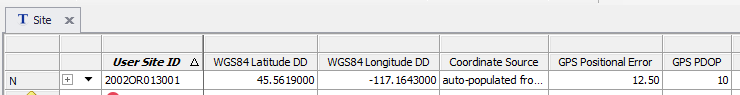 T Site x
User Site ID △ WGS84 Latitude DD WGS84 Longitude DD Coordinate Source GPS Positional Error GPS PDOP
N 2002OR013001 45.5619000 -117.1643000 auto-populated fro... 12.50 10